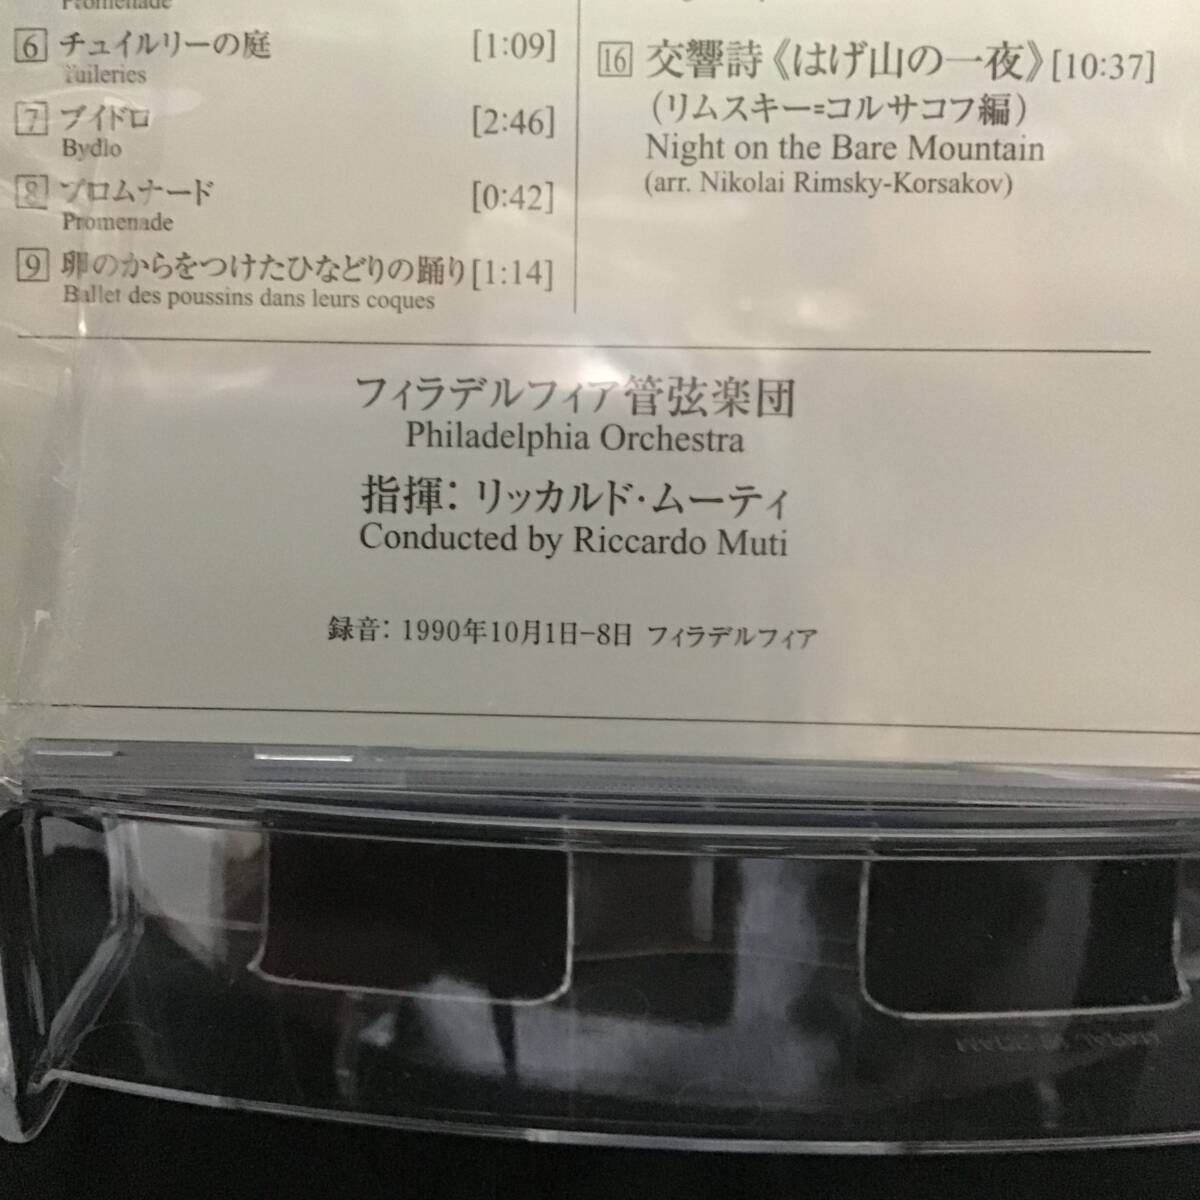 Promenade
6 チュイルリーの庭 [1:09]
Tuileries
7 ブイドロ [2:46]
Bydlo
8 プロムナード [0:42]
Promenade
9 卵のからをつけたひなどりの踊り [1:14]
Ballet des poussins dans leurs coques
16 交響詩《はげ山の一夜》 [10:37]
（リムスキー=コルサコフ編）
Night on the Bare Mountain
(arr. Nikolai Rimsky-Korsakov)
フィラデルフィア管弦楽団
Philadelphia Orchestra
指揮：リッカルド・ムーティ
Conducted by Riccardo Muti
録音：1990年10月1日-8日 フィラデルフィア
MADE IN JAPAN